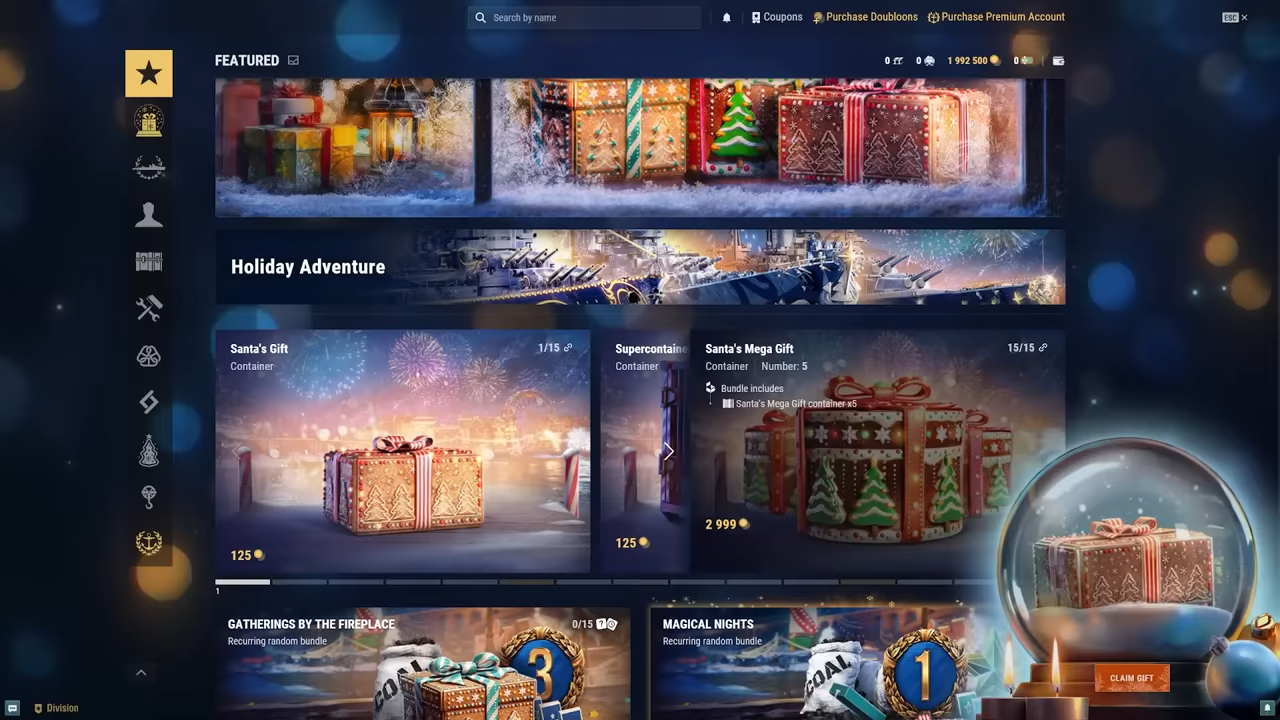 Search by name
Coupons
Purchase Doubloons
Purchase Premium Account
ESC
FEATURED
0
0
1 992 500
0
Holiday Adventure
Santa's Gift
1/15
Container
125
Supercontaine
Container
125
Santa's Mega Gift
15/15
Container
Number: 5
Bundle includes
Santa's Mega Gift container x5
2 999
1
GATHERINGS BY THE FIREPLACE
0/15
Recurring random bundle
COAL
3
MAGICAL NIGHTS
Recurring random bundle
COAL
1
CLAIM GIFT
Division